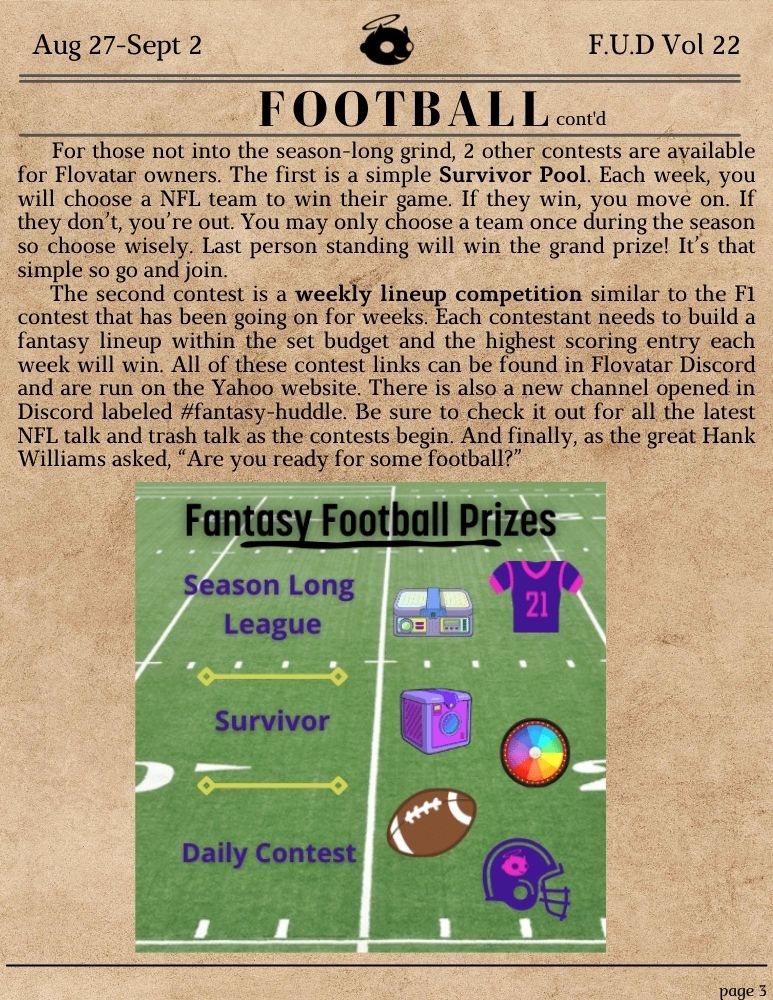 Aug 27-Sept 2
F.U.D Vol 22
FOOTBALL cont'd
For those not into the season-long grind, 2 other contests are available
for Flovatar owners. The first is a simple Survivor Pool. Each week, you
will choose a NFL team to win their game. If they win, you move on. If
they don’t, you’re out. You may only choose a team once during the season
so choose wisely. Last person standing will win the grand prize! It’s that
simple so go and join.
The second contest is a weekly lineup competition similar to the F1
contest that has been going on for weeks. Each contestant needs to build a
fantasy lineup within the set budget and the highest scoring entry each
week will win. All of these contest links can be found in Flovatar Discord
and are run on the Yahoo website. There is also a new channel opened in
Discord labeled #fantasy-huddle. Be sure to check it out for all the latest
NFL talk and trash talk as the contests begin. And finally, as the great Hank
Williams asked, “Are you ready for some football?”
Fantasy Football Prizes
Season Long
League
21
Survivor
Daily Contest
page 3